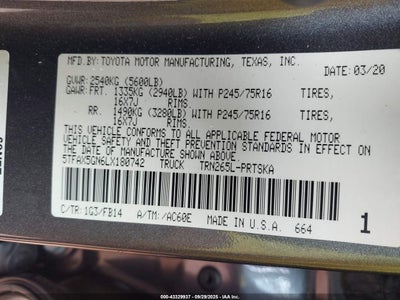 MFD.BY:TOYOTA MOTOR MANUFACTURING, TEXAS, INC.
03/20
GVWR:2540KG (5600LB)
GAWR:FRT. 1335KG (2940LB) WITH P245/75R16 TIRES,
16X7J RIMS.
RR. 1490KG (3280LB) WITH P245/75R16 TIRES,
16X7J RIMS.
THIS VEHICLE CONFORMS TO ALL APPLICABLE FEDERAL MOTOR
VEHICLE SAFETY AND THEFT PREVENTION STANDARDS IN EFFECT
ON THE DATE OF MANUFACTURE SHOWN ABOVE.
5TFAX5GN6LX180742 TRUCK TRN265L-PRTSKA
C/TR:1G3/FB14 A/TM:/AC60E MADE IN U.S.A. 664 1
ID: 43329937 - (09/29/2025) - © IAA